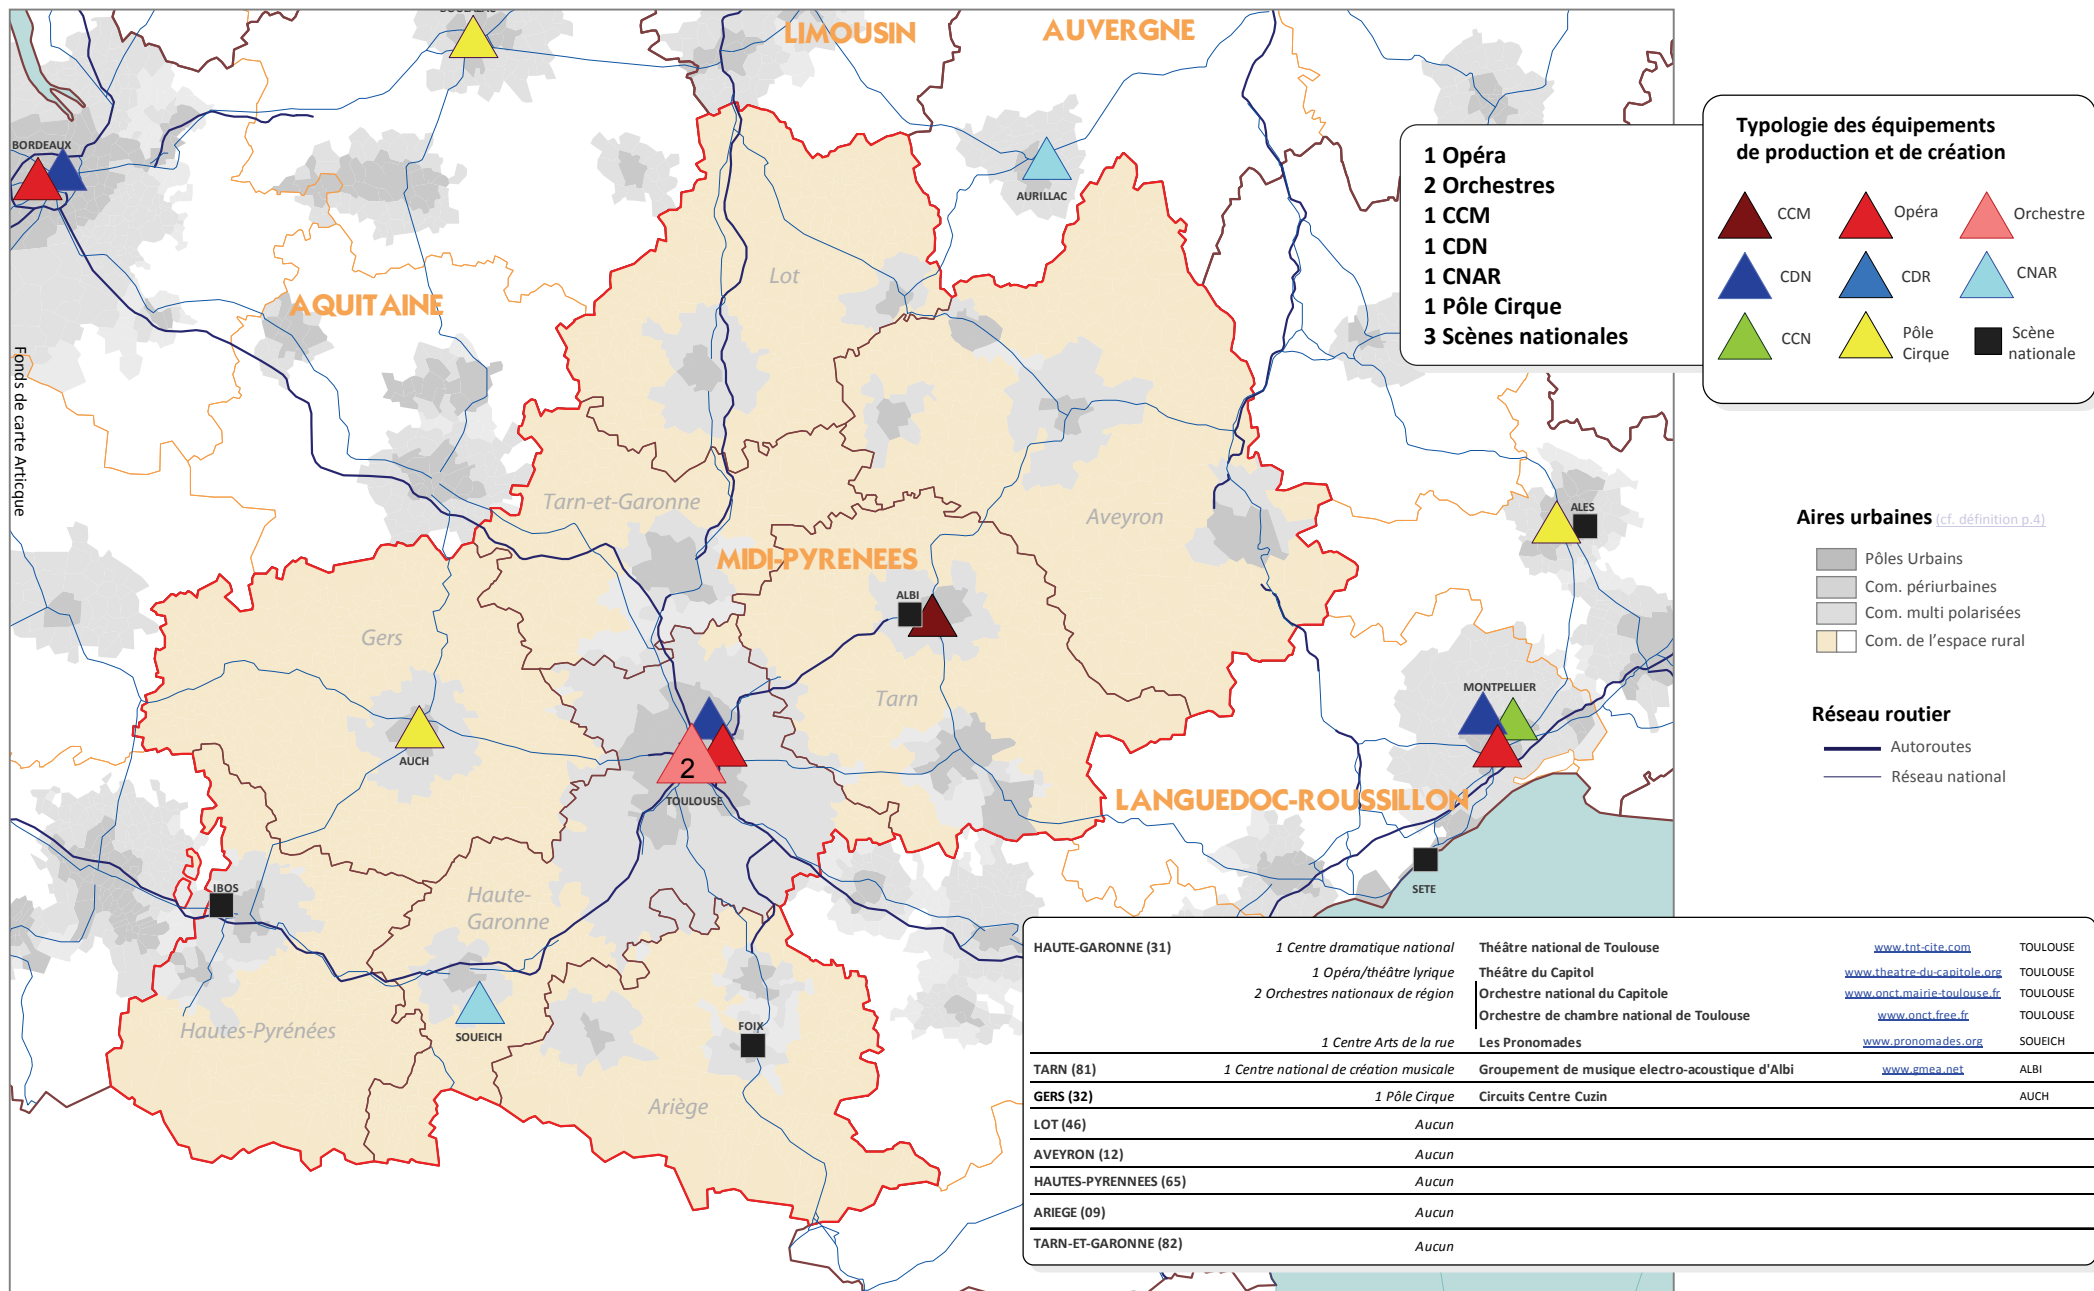 LIMOUSIN
AUVERGNE
BORDEAUX
AURILLAC
Lot
AQUITAINE
Fonds de carte Articque
Tarn-et-Garonne
Aveyron
MIDI-PYRENEES
ALES
ALBI
Gers
Tarn
MONTPELLIER
AUCH
2
TOULOUSE
LANGUEDOC-ROUSSILLON
SETE
IBOS
Haute-
Garonne
Hautes-Pyrénées
SOUEICH
FOIX
Ariège
1 Opéra
2 Orchestres
1 CCM
1 CDN
1 CNAR
1 Pôle Cirque
3 Scènes nationales
Typologie des équipements
de production et de création
CCM Opéra Orchestre
CDN CDR CNAR
CCN Pôle Cirque Scène nationale
Aires urbaines (cf. définition p.4)
Pôles Urbains
Com. périurbaines
Com. multi polarisées
Com. de l'espace rural
Réseau routier
Autoroutes
Réseau national
HAUTE-GARONNE (31) 1 Centre dramatique national Théâtre national de Toulouse www.tnt-cite.com TOULOUSE
1 Opéra/théâtre lyrique Théâtre du Capitol www.theatre-du-capitole.org TOULOUSE
2 Orchestres nationaux de région Orchestre national du Capitole www.onct.mairie-toulouse.fr TOULOUSE
Orchestre de chambre national de Toulouse www.onct.free.fr TOULOUSE
1 Centre Arts de la rue Les Pronomades www.pronomades.org SOUEICH
TARN (81) 1 Centre national de création musicale Groupement de musique electro-acoustique d'Albi www.gmea.net ALBI
GERS (32) 1 Pôle Cirque Circuits Centre Cuzin AUCH
LOT (46) Aucun
AVEYRON (12) Aucun
HAUTES-PYRENNEES (65) Aucun
ARIEGE (09) Aucun
TARN-ET-GARONNE (82) Aucun